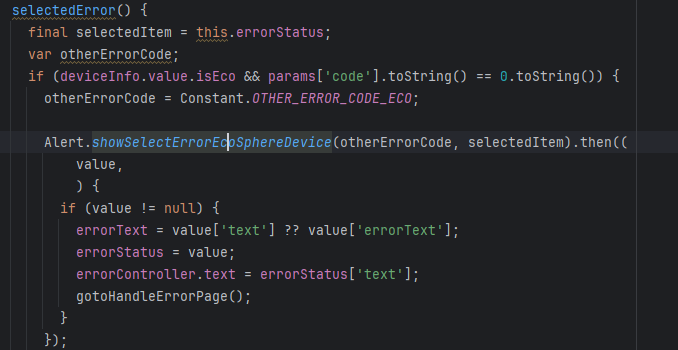 selectedError() {
final selectedItem = this.errorStatus;
var otherErrorCode;
if (deviceInfo.value.isEco && params['code'].toString() == 0.toString()) {
otherErrorCode = Constant.OTHER_ERROR_CODE_ECO;
Alert.showSelectErrorEcoSphereDevice(otherErrorCode, selectedItem).then((
value,
) {
if (value != null) {
errorText = value['text'] ?? value['errorText'];
errorStatus = value;
errorController.text = errorStatus['text'];
gotoHandleErrorPage();
}
});